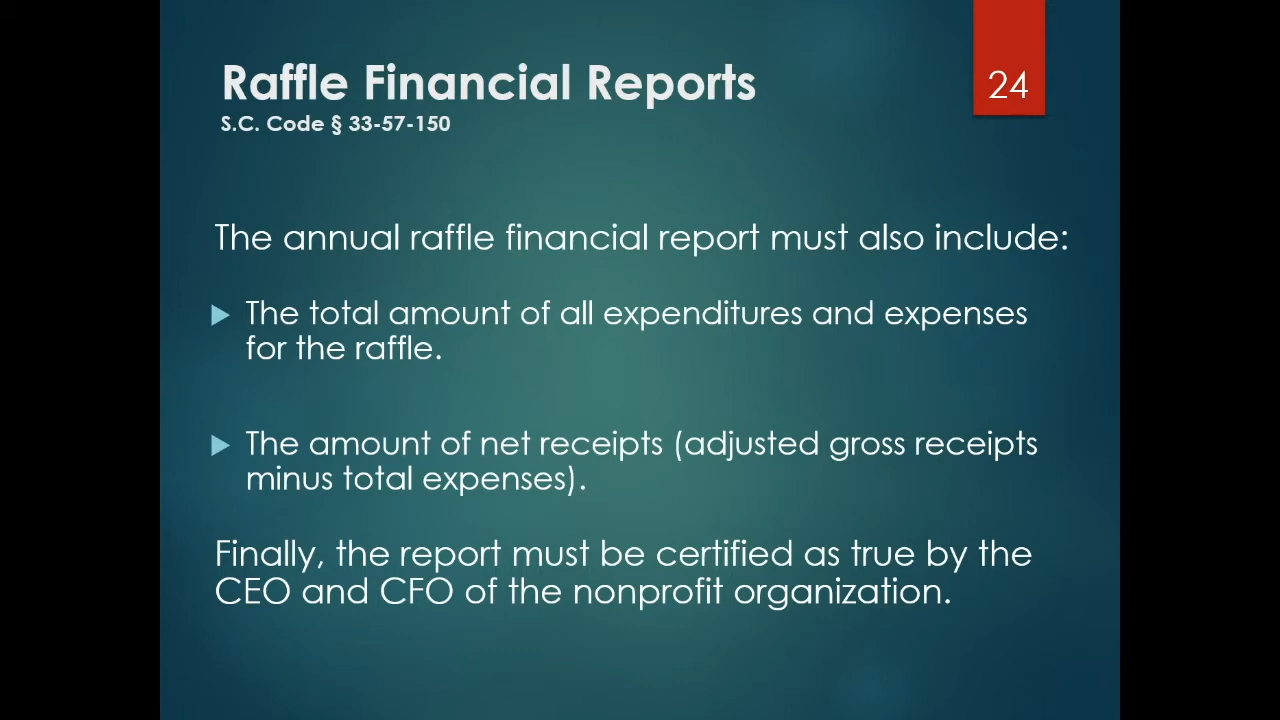 Raffle Financial Reports
24
S.C. Code § 33-57-150
The annual raffle financial report must also include:
The total amount of all expenditures and expenses
for the raffle.
The amount of net receipts (adjusted gross receipts
minus total expenses).
Finally, the report must be certified as true by the
CEO and CFO of the nonprofit organization.